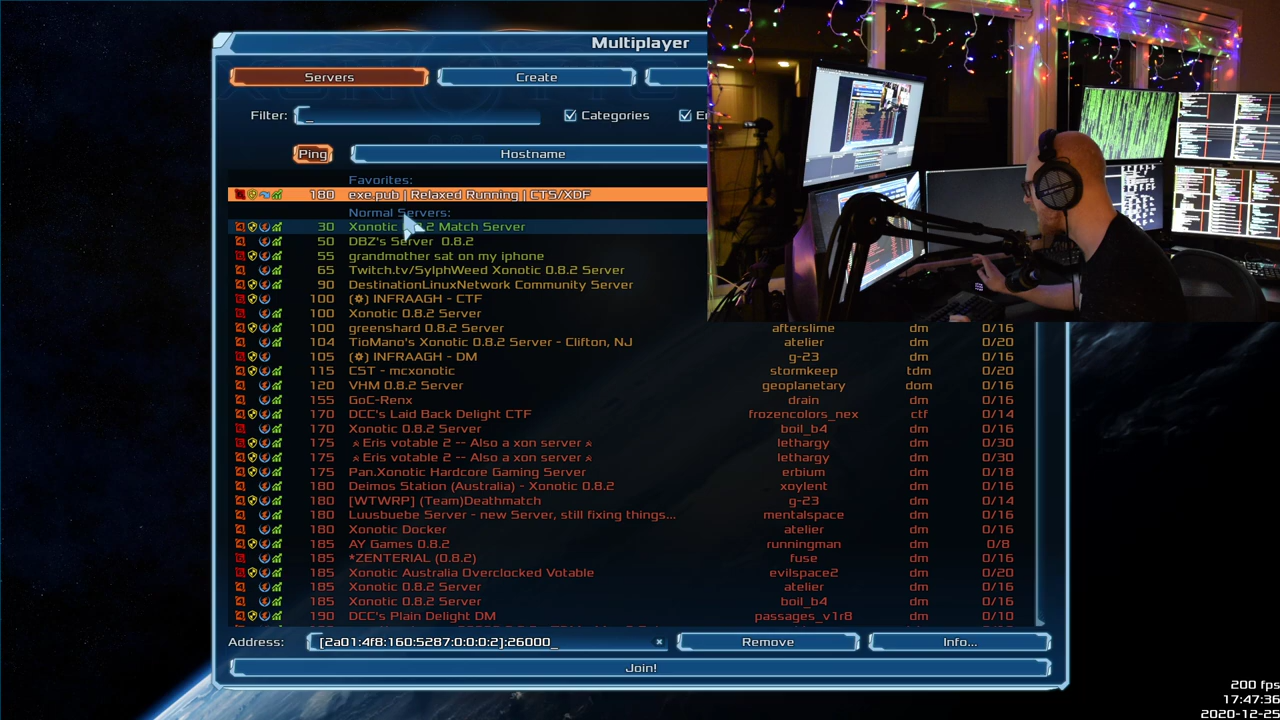 Multiplayer
Servers Create
Filter: _ Categories
Ping Hostname
Favorites:
180 exe.pub | Relaxed Running | CTS/XDF
Normal Servers:
30 Xonotic 0.8.2 Match Server
50 DBZ's Server 0.8.2
55 grandmother sat on my iphone
65 Twitch.tv/SylphWeed Xonotic 0.8.2 Server
90 DestinationLinuxNetwork Community Server
100 (⚙) INFRAAGH - CTF
100 Xonotic 0.8.2 Server
100 greenshard 0.8.2 Server afterslime dm 0/16
104 TioMano's Xonotic 0.8.2 Server - Clifton, NJ atelier dm 0/20
105 (⚙) INFRAAGH - DM g-23 dm 0/16
115 CST - mcxonotic stormkeep tdm 0/20
120 VHM 0.8.2 Server geoplanetary dom 0/16
155 GoC-Renx drain dm 0/16
170 DCC's Laid Back Delight CTF frozencolors_nex ctf 0/14
170 Xonotic 0.8.2 Server boil_b4 dm 0/16
175 Eris votable 2 -- Also a xon server lethargy dm 0/30
175 Eris votable 2 -- Also a xon server lethargy dm 0/30
175 Pan.Xonotic Hardcore Gaming Server erbium dm 0/18
180 Deimos Station (Australia) - Xonotic 0.8.2 xoylent dm 0/16
180 [WTWRP] (Team)Deathmatch g-23 dm 0/14
180 Luusbuebe Server - new Server, still fixing things... mentalspace dm 0/16
180 Xonotic Docker atelier dm 0/16
185 AY Games 0.8.2 runningman dm 0/8
185 *ZENTERIAL (0.8.2) fuse dm 0/16
185 Xonotic Australia Overclocked Votable evilspace2 dm 0/20
185 Xonotic 0.8.2 Server atelier dm 0/16
185 Xonotic 0.8.2 Server boil_b4 dm 0/16
190 DCC's Plain Delight DM passages_v1r8 dm 0/10
Address: [2a01:4f8:160:5287:0:0:0:2]:26000_ Remove Info...
Join!
200 fps
17:47:36
2020-12-25